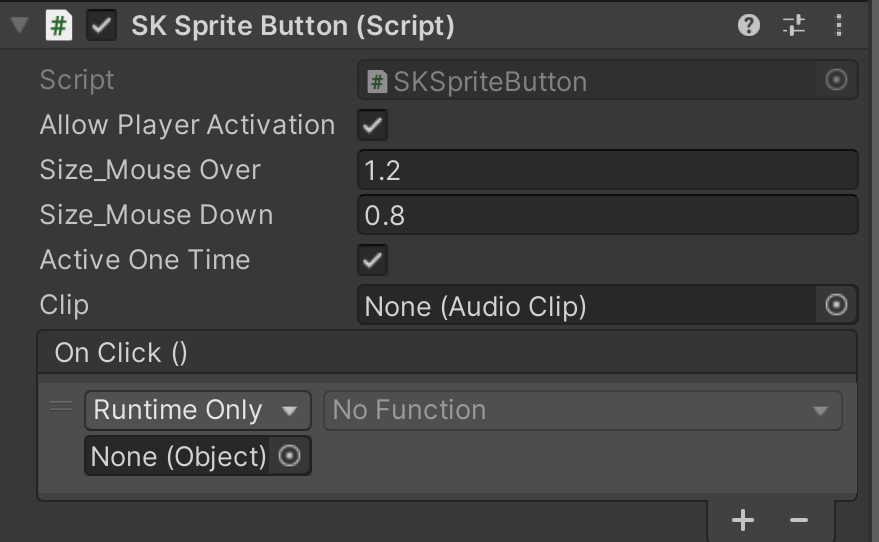 SK Sprite Button (Script)
Script SKSpriteButton
Allow Player Activation
Size_Mouse Over 1.2
Size_Mouse Down 0.8
Active One Time
Clip None (Audio Clip)
On Click ()
Runtime Only No Function
None (Object)